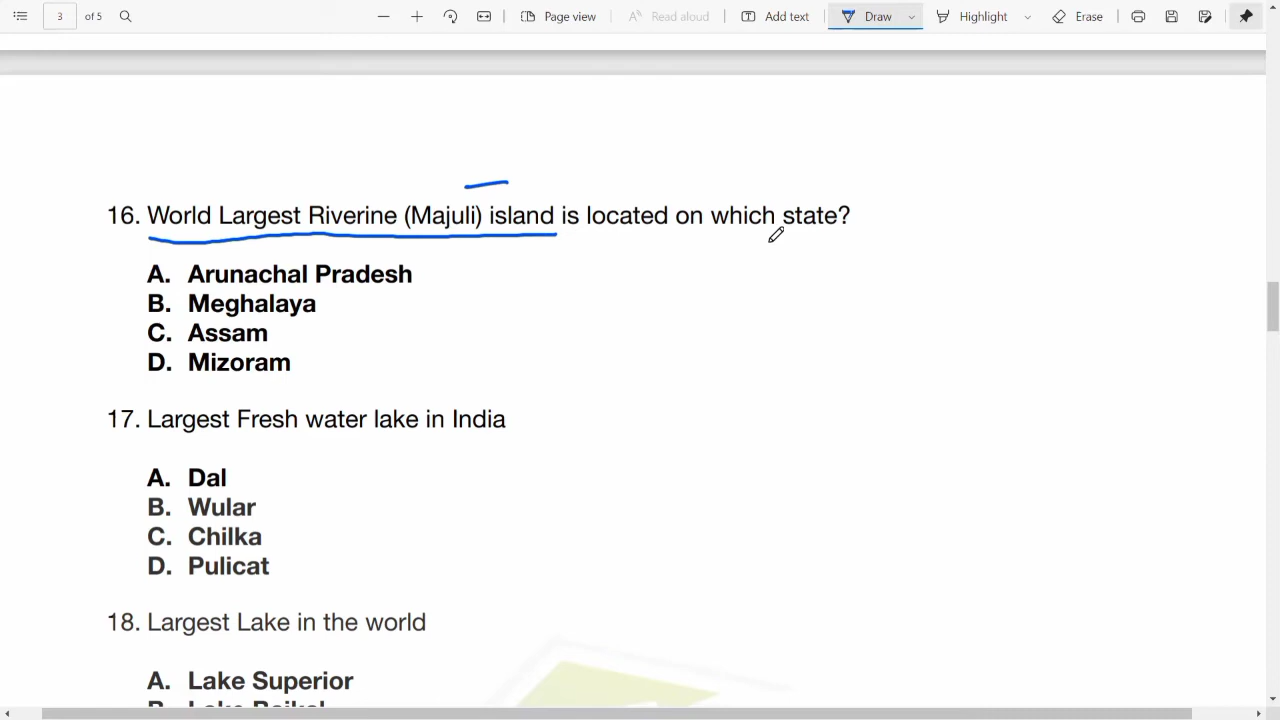 3 of 5 Page view Read aloud Add text Draw Highlight Erase
16. World Largest Riverine (Majuli) island is located on which state?
A. Arunachal Pradesh
B. Meghalaya
C. Assam
D. Mizoram
17. Largest Fresh water lake in India
A. Dal
B. Wular
C. Chilka
D. Pulicat
18. Largest Lake in the world
A. Lake Superior